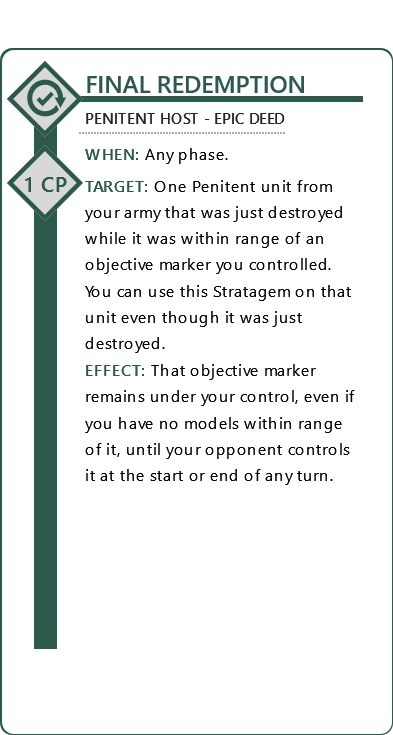 FINAL REDEMPTION
PENITENT HOST - EPIC DEED
WHEN: Any phase.
1 CP
TARGET: One Penitent unit from
your army that was just destroyed
while it was within range of an
objective marker you controlled.
You can use this Stratagem on that
unit even though it was just
destroyed.
EFFECT: That objective marker
remains under your control, even if
you have no models within range
of it, until your opponent controls
it at the start or end of any turn.